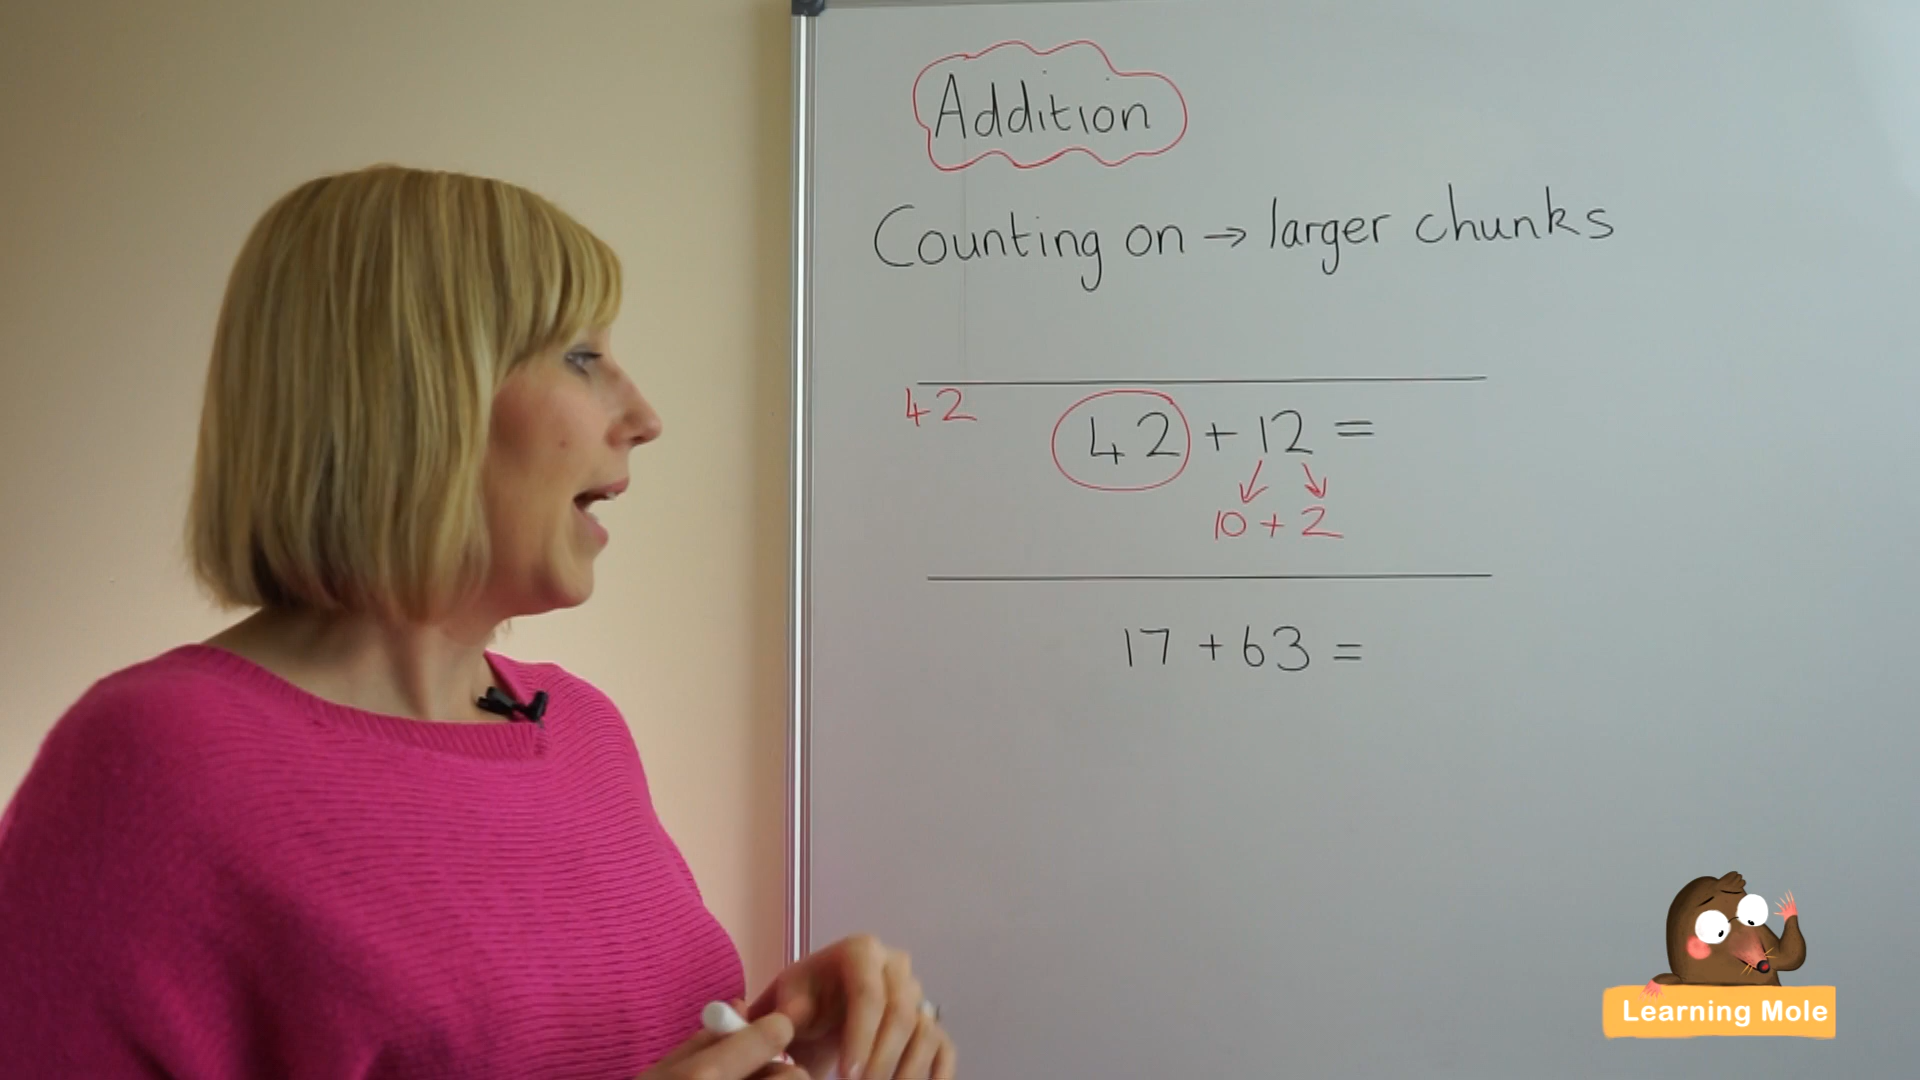 Addition
Counting on → larger chunks
42
42 + 12 =
10 + 2
17 + 63 =
Learning Mole